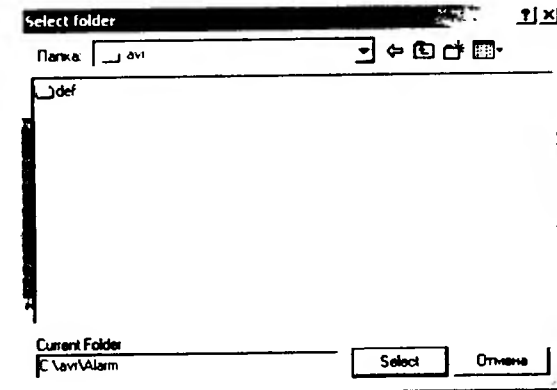 Select folder
Папка: avi
def
Current Folder
C:\avi\Alarm
Select Отмена